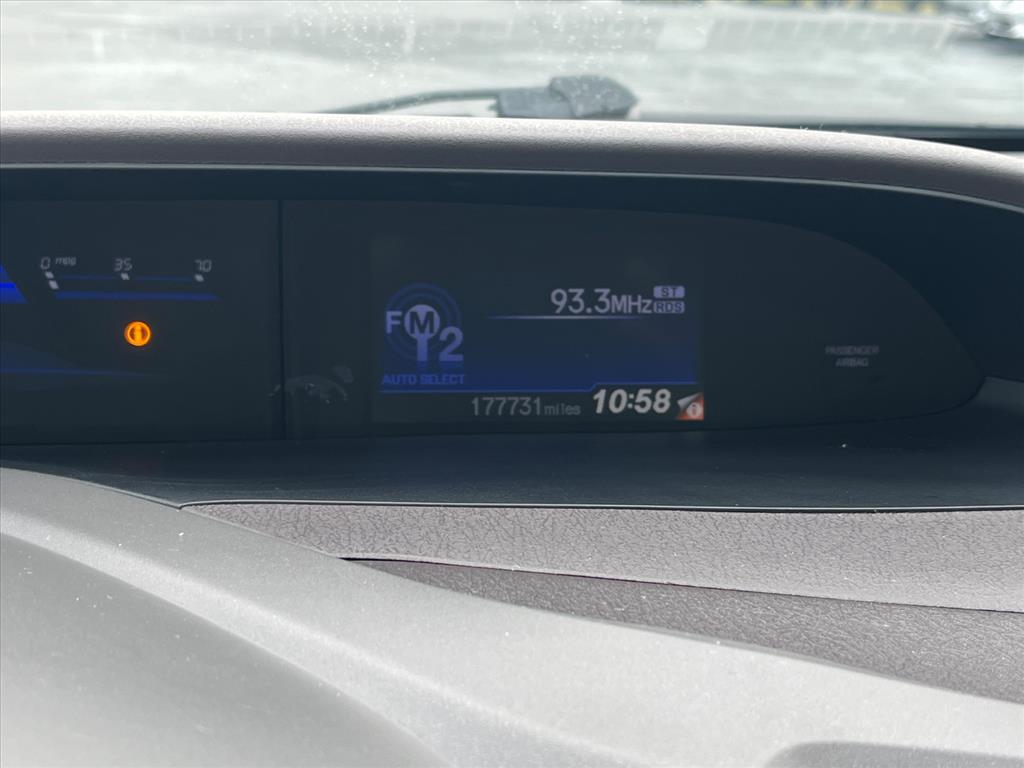 0 mpg 35 70
93.3MHz ST
RDS
FM
2
AUTO SELECT
PASSENGER
AIRBAG
177731 miles 10:58 i